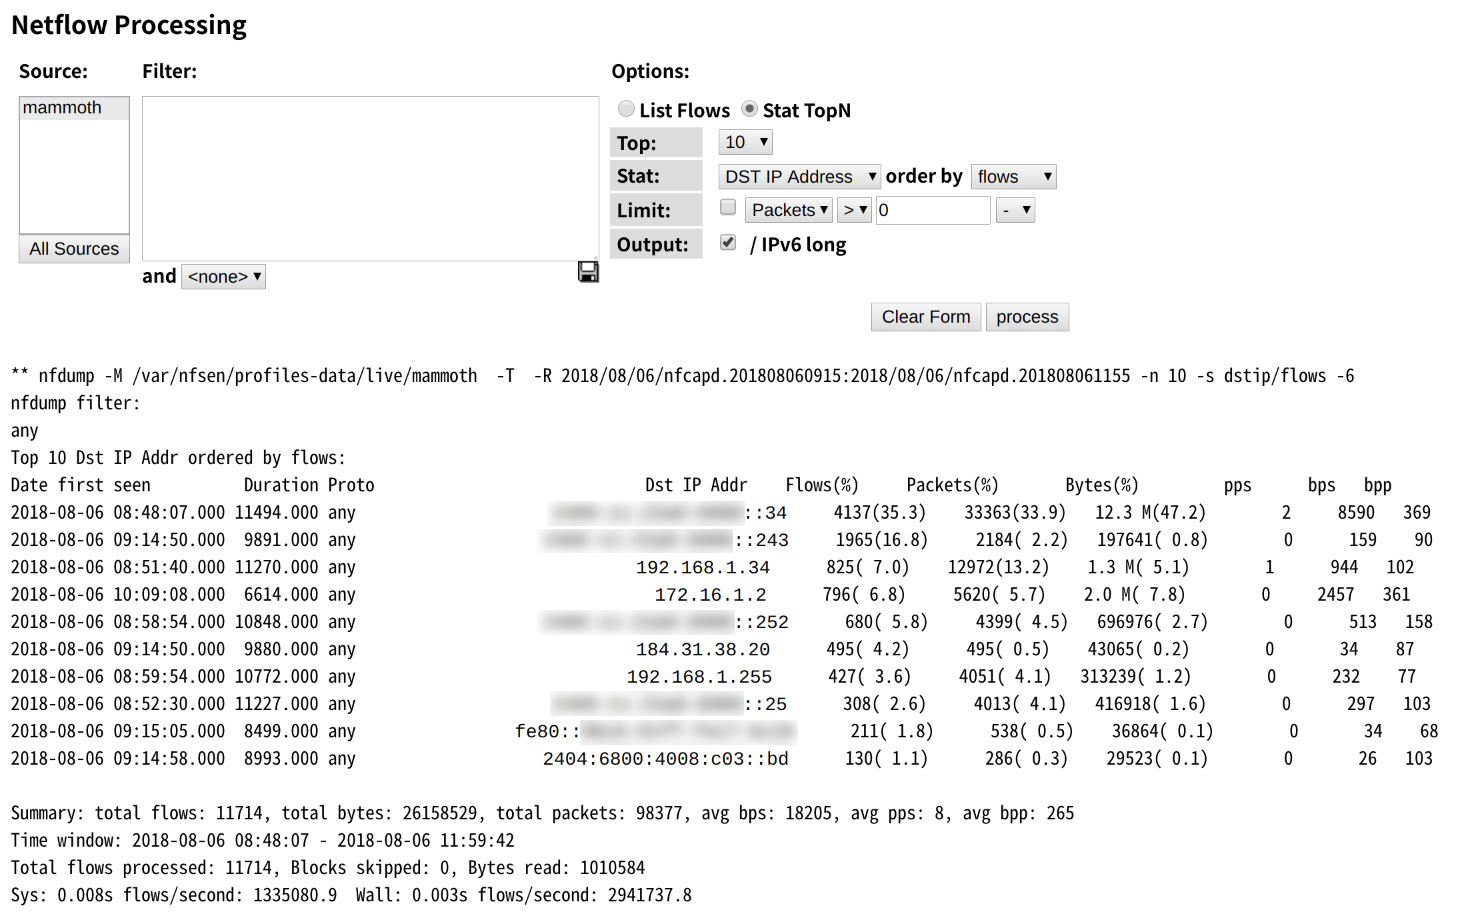 Netflow Processing
Source: Filter: Options:
mammoth
List Flows Stat TopN
Top: 10
Stat: DST IP Address order by flows
Limit: Packets > 0 -
All Sources
Output: / IPv6 long
and <none>
Clear Form process
** nfdump -M /var/nfsen/profiles-data/live/mammoth -T -R 2018/08/06/nfcapd.201808060915:2018/08/06/nfcapd.201808061155 -n 10 -s dstip/flows -6
nfdump filter:
any
Top 10 Dst IP Addr ordered by flows:
Date first seen Duration Proto Dst IP Addr Flows(%) Packets(%) Bytes(%) pps bps bpp
2018-08-06 08:48:07.000 11494.000 any ::34 4137(35.3) 33363(33.9) 12.3 M(47.2) 2 8590 369
2018-08-06 09:14:50.000 9891.000 any ::243 1965(16.8) 2184( 2.2) 197641( 0.8) 0 159 90
2018-08-06 08:51:40.000 11270.000 any 192.168.1.34 825( 7.0) 12972(13.2) 1.3 M( 5.1) 1 944 102
2018-08-06 10:09:08.000 6614.000 any 172.16.1.2 796( 6.8) 5620( 5.7) 2.0 M( 7.8) 0 2457 361
2018-08-06 08:58:54.000 10848.000 any ::252 680( 5.8) 4399( 4.5) 696976( 2.7) 0 513 158
2018-08-06 09:14:50.000 9880.000 any 184.31.38.20 495( 4.2) 495( 0.5) 43065( 0.2) 0 34 87
2018-08-06 08:59:54.000 10772.000 any 192.168.1.255 427( 3.6) 4051( 4.1) 313239( 1.2) 0 232 77
2018-08-06 08:52:30.000 11227.000 any ::25 308( 2.6) 4013( 4.1) 416918( 1.6) 0 297 103
2018-08-06 09:15:05.000 8499.000 any fe80:: 211( 1.8) 538( 0.5) 36864( 0.1) 0 34 68
2018-08-06 09:14:58.000 8993.000 any 2404:6800:4008:c03::bd 130( 1.1) 286( 0.3) 29523( 0.1) 0 26 103
Summary: total flows: 11714, total bytes: 26158529, total packets: 98377, avg bps: 18205, avg pps: 8, avg bpp: 265
Time window: 2018-08-06 08:48:07 - 2018-08-06 11:59:42
Total flows processed: 11714, Blocks skipped: 0, Bytes read: 1010584
Sys: 0.008s flows/second: 1335080.9 Wall: 0.003s flows/second: 2941737.8